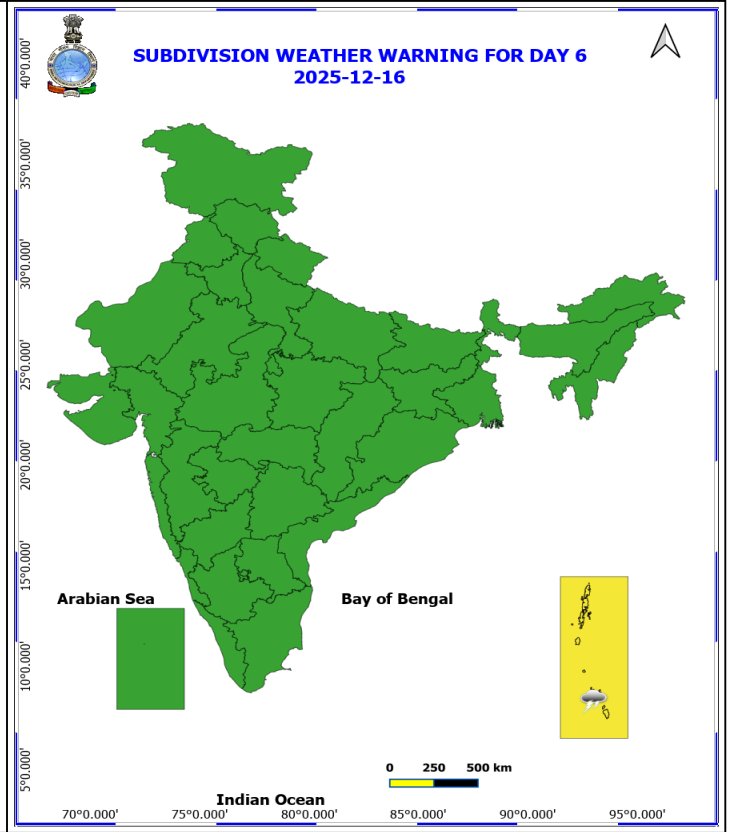 SUBDIVISION WEATHER WARNING FOR DAY 6
2025-12-16
40°0.000'
35°0.000'
30°0.000'
25°0.000'
20°0.000'
15°0.000'
10°0.000'
5°0.000'
Arabian Sea
Bay of Bengal
0 250 500 km
Indian Ocean
70°0.000' 75°0.000' 80°0.000' 85°0.000' 90°0.000' 95°0.000'